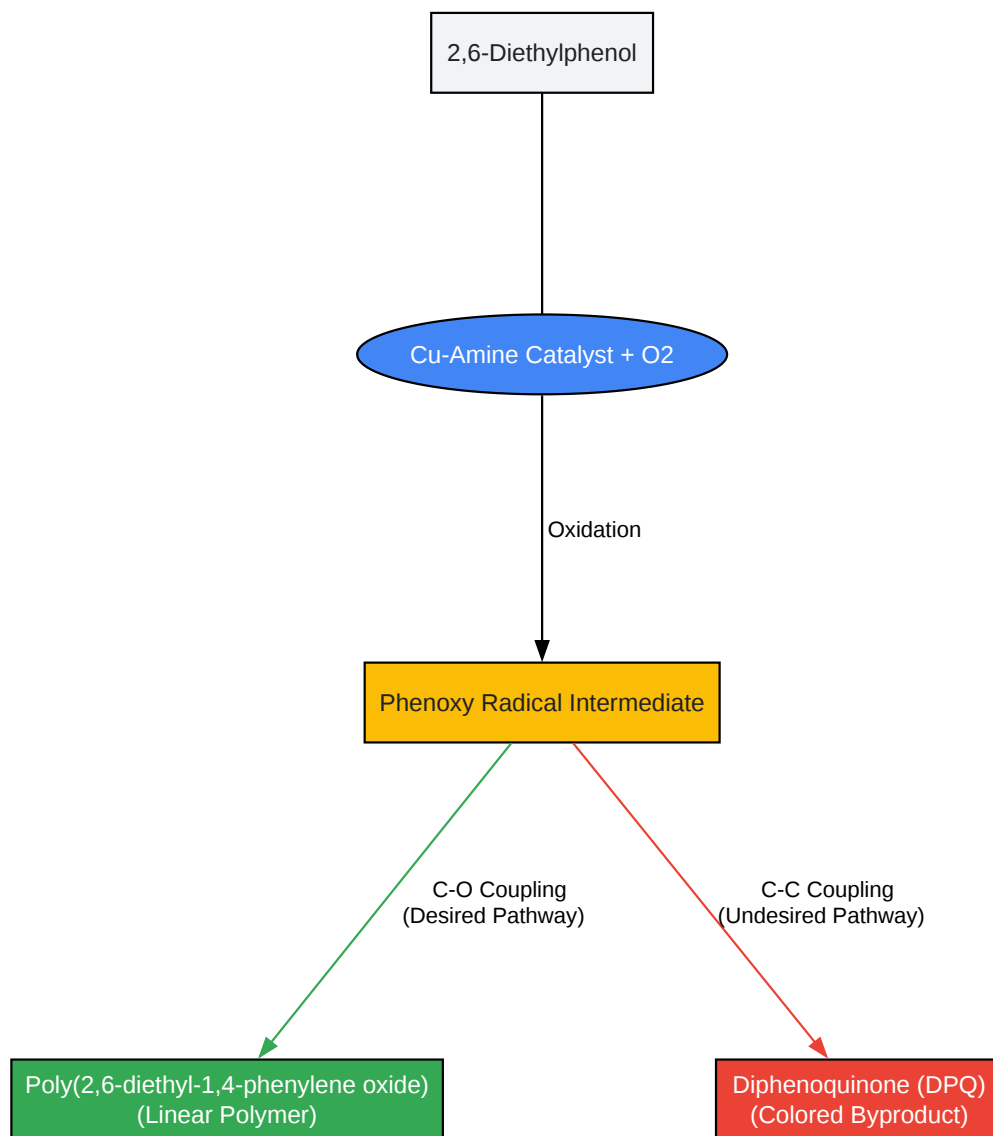 2,6-Diethylphenol
Cu-Amine Catalyst + O2
Oxidation
Phenoxy Radical Intermediate
C-O Coupling
(Desired Pathway)
C-C Coupling
(Undesired Pathway)
Poly(2,6-diethyl-1,4-phenylene oxide)
(Linear Polymer)
Diphenoquinone (DPQ)
(Colored Byproduct)